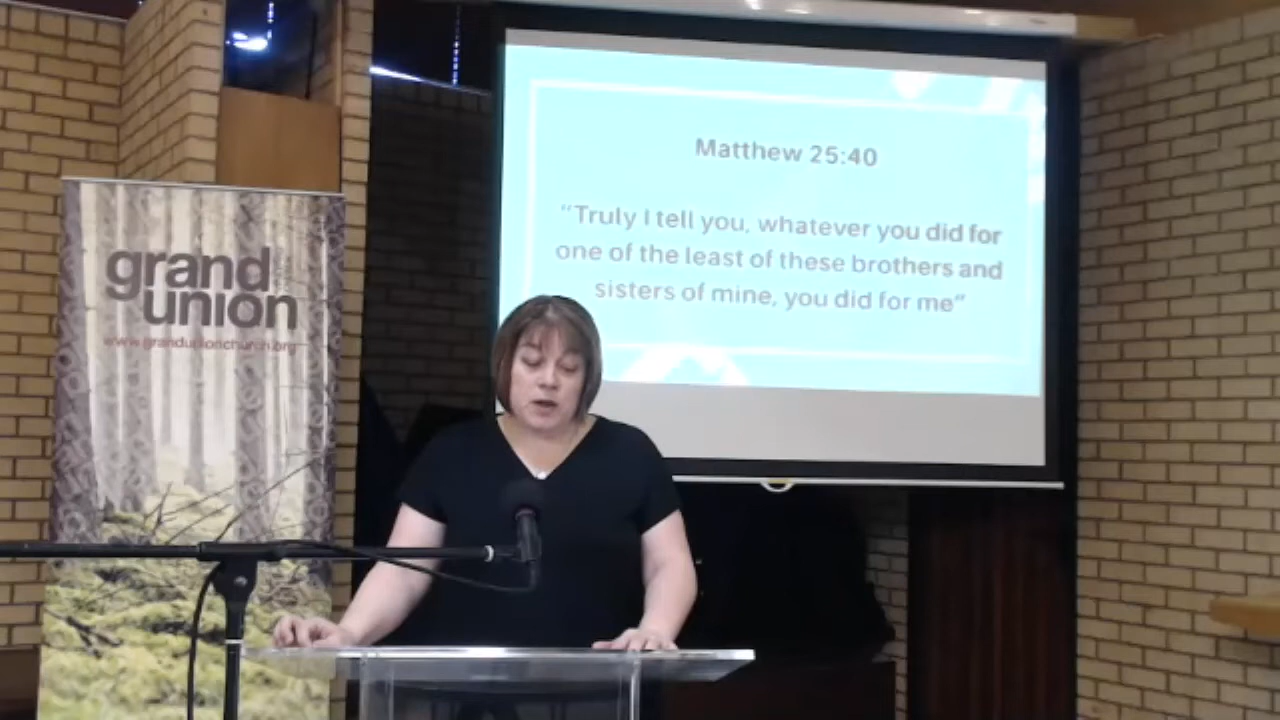 grand
union
www.grandunionchurch.org
Matthew 25:40
“Truly I tell you, whatever you did for
one of the least of these brothers and
sisters of mine, you did for me”